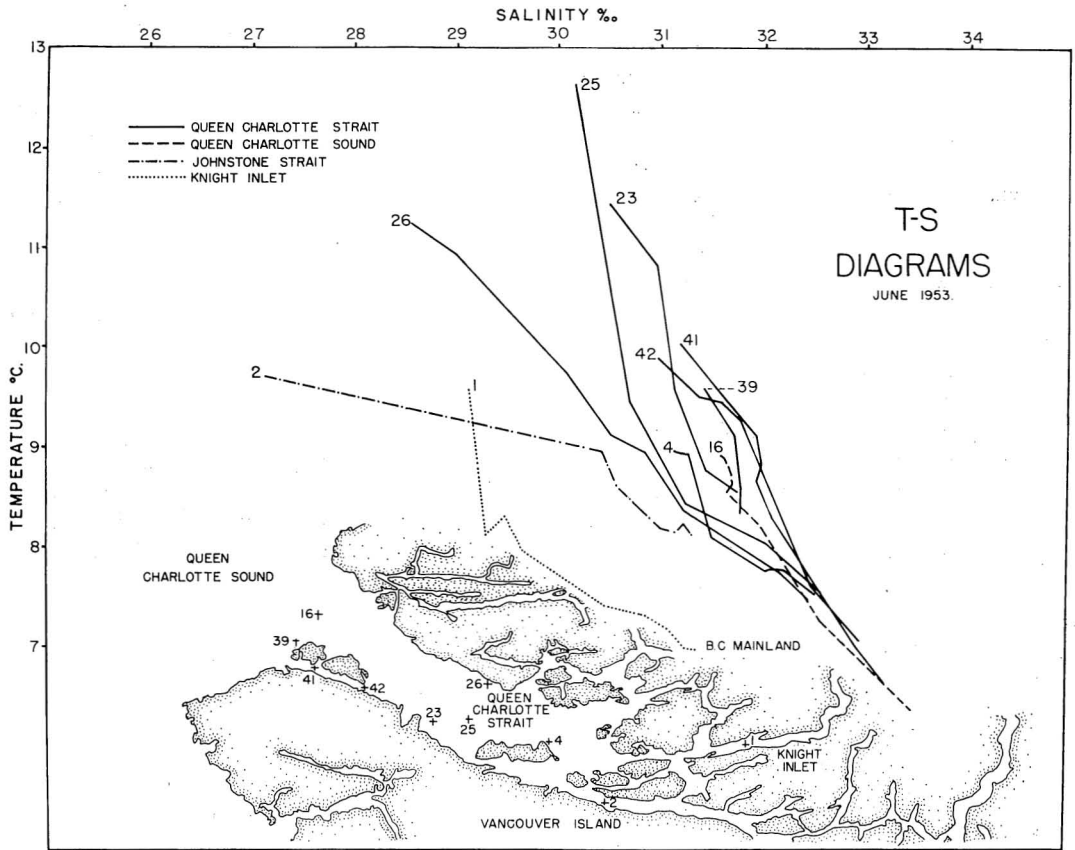 SALINITY ‰
26 27 28 29 30 31 32 33 34
13
12
11
10
9
8
7
TEMPERATURE °C.
QUEEN CHARLOTTE STRAIT
QUEEN CHARLOTTE SOUND
JOHNSTONE STRAIT
KNIGHT INLET
T-S
DIAGRAMS
JUNE 1953.
25
23
26
41
42
39
2
1
4
16
QUEEN
CHARLOTTE SOUND
16
39
41
42
B.C MAINLAND
26
QUEEN
CHARLOTTE
STRAIT
23
25
4
1
KNIGHT
INLET
2
VANCOUVER ISLAND